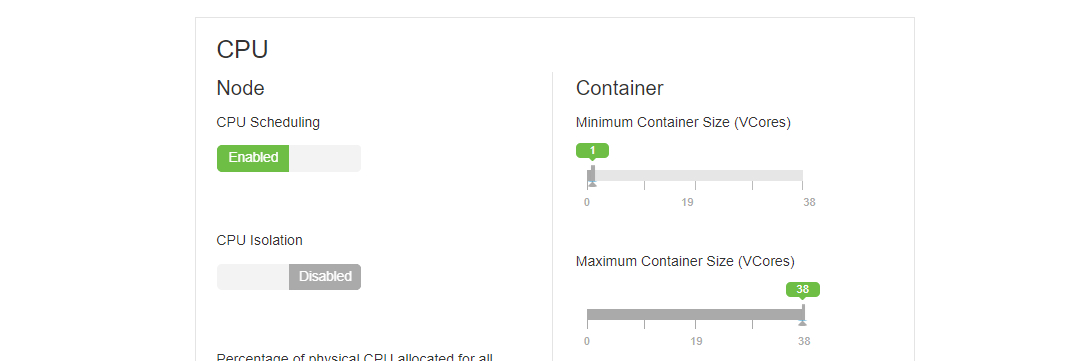 CPU
Node
CPU Scheduling
Enabled
CPU Isolation
Disabled
Percentage of physical CPU allocated for all
Container
Minimum Container Size (VCores)
1
0 19 38
Maximum Container Size (VCores)
38
0 19 38